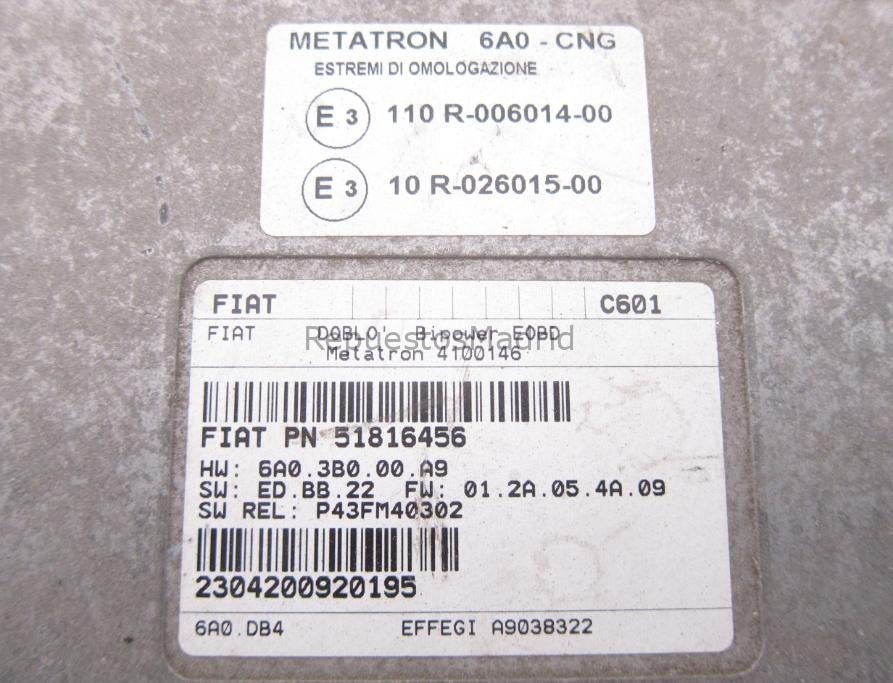 METATRON 6A0 - CNG
ESTREMI DI OMOLOGAZIONE
E 3 110 R-006014-00
E 3 10 R-026015-00
FIAT C601
FIAT DOBLO' Bipower EOBD
RepuestosMadrid
Metatron 4100146
FIAT PN 51816456
HW: 6A0.3B0.00.A9
SW: ED.BB.22 FW: 01.2A.05.4A.09
SW REL: P43FM40302
2304200920195
6A0.DB4 EFFEGI A9038322